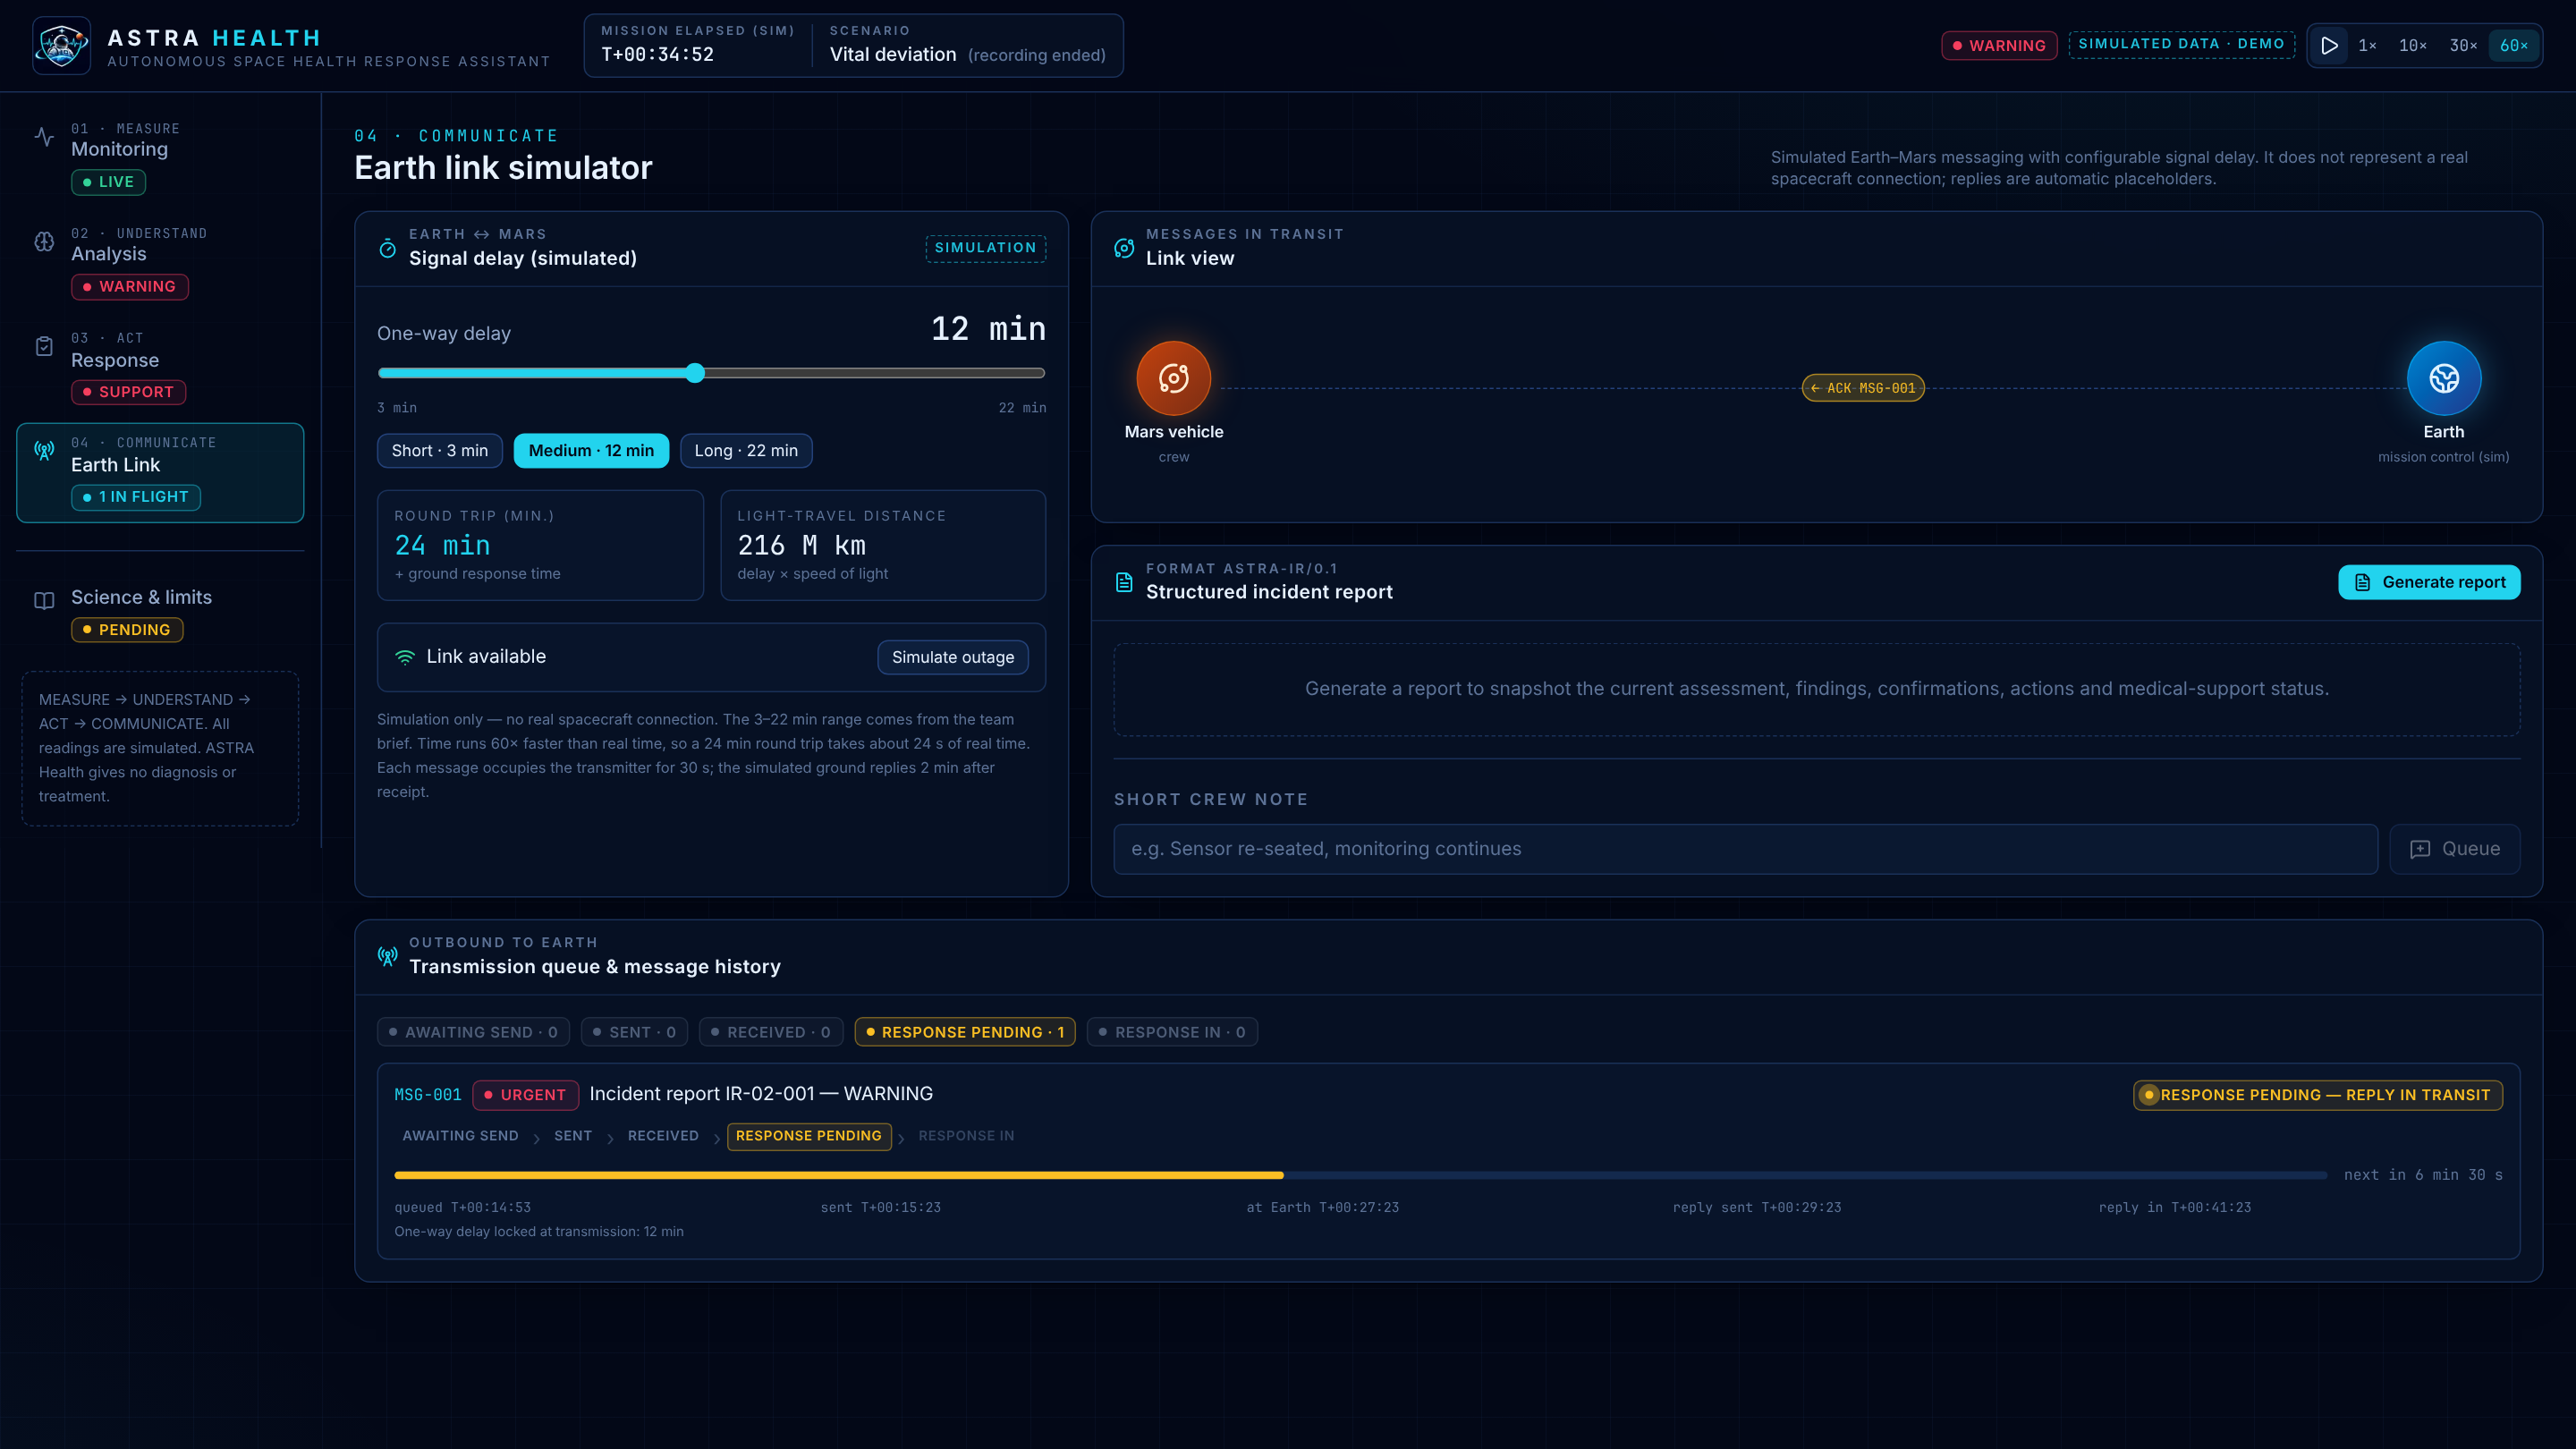 ASTRA HEALTH
AUTONOMOUS SPACE HEALTH RESPONSE ASSISTANT
MISSION ELAPSED (SIM)
T+00:34:52
SCENARIO
Vital deviation (recording ended)
WARNING
SIMULATED DATA · DEMO
1× 10× 30× 60×
01 · MEASURE
Monitoring
LIVE
02 · UNDERSTAND
Analysis
WARNING
03 · ACT
Response
SUPPORT
04 · COMMUNICATE
Earth Link
1 IN FLIGHT
Science & limits
PENDING
MEASURE → UNDERSTAND →
ACT → COMMUNICATE. All
readings are simulated. ASTRA
Health gives no diagnosis or
treatment.
04 · COMMUNICATE
Earth link simulator
Simulated Earth–Mars messaging with configurable signal delay. It does not represent a real
spacecraft connection; replies are automatic placeholders.
EARTH ↔ MARS
Signal delay (simulated)
SIMULATION
One-way delay
12 min
3 min
22 min
Short · 3 min
Medium · 12 min
Long · 22 min
ROUND TRIP (MIN.)
24 min
+ ground response time
LIGHT-TRAVEL DISTANCE
216 M km
delay × speed of light
Link available
Simulate outage
Simulation only — no real spacecraft connection. The 3–22 min range comes from the team
brief. Time runs 60× faster than real time, so a 24 min round trip takes about 24 s of real time.
Each message occupies the transmitter for 30 s; the simulated ground replies 2 min after
receipt.
MESSAGES IN TRANSIT
Link view
← ACK MSG-001
Mars vehicle
crew
Earth
mission control (sim)
FORMAT ASTRA-IR/0.1
Structured incident report
Generate report
Generate a report to snapshot the current assessment, findings, confirmations, actions and medical-support status.
SHORT CREW NOTE
e.g. Sensor re-seated, monitoring continues
Queue
OUTBOUND TO EARTH
Transmission queue & message history
AWAITING SEND · 0
SENT · 0
RECEIVED · 0
RESPONSE PENDING · 1
RESPONSE IN · 0
MSG-001 URGENT Incident report IR-02-001 — WARNING
RESPONSE PENDING — REPLY IN TRANSIT
AWAITING SEND › SENT › RECEIVED › RESPONSE PENDING › RESPONSE IN
next in 6 min 30 s
queued T+00:14:53
sent T+00:15:23
at Earth T+00:27:23
reply sent T+00:29:23
reply in T+00:41:23
One-way delay locked at transmission: 12 min